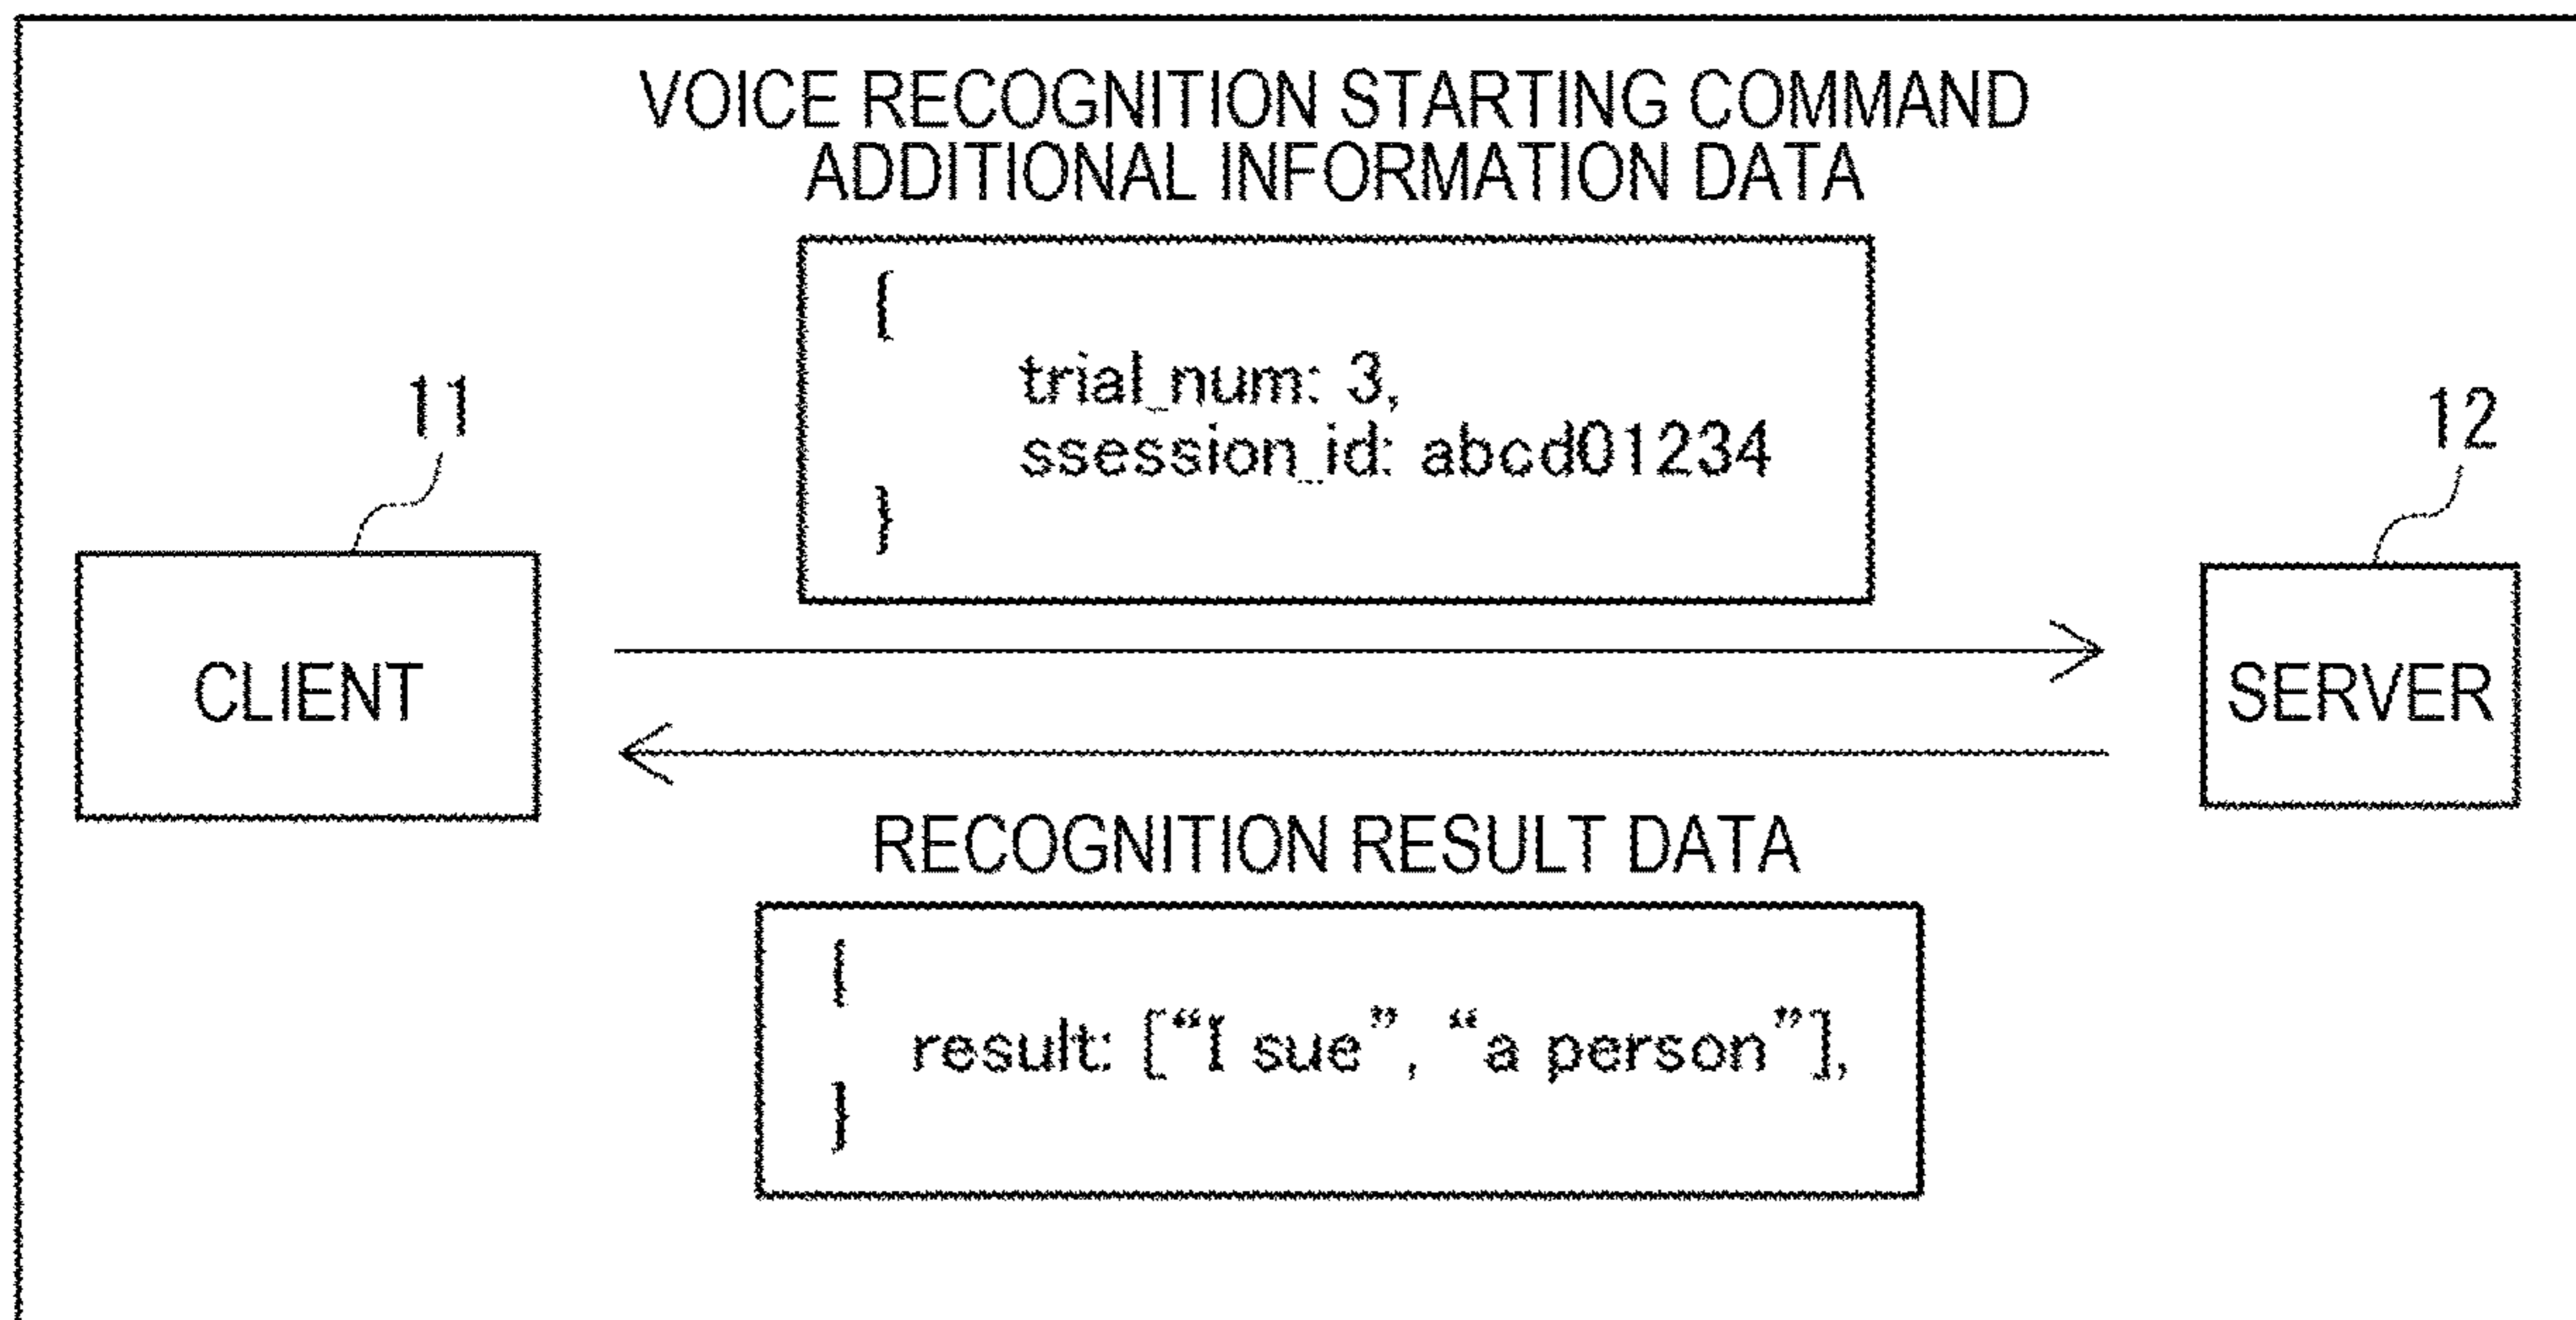 VOICE RECOGNITION STARTING COMMAND
ADDITIONAL INFORMATION DATA
{
trial_num: 3,
ssession_id: abcd01234
}
11
12
CLIENT
SERVER
RECOGNITION RESULT DATA
{
result: [“I sue”, “a person”],
}